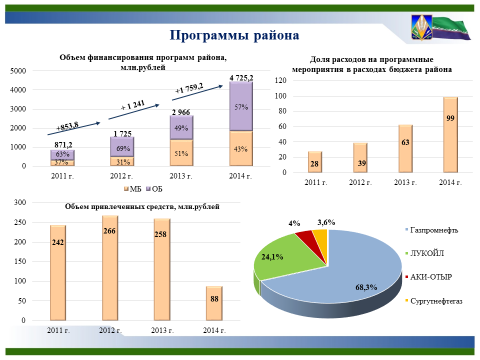 Программы района
Объем финансирования программ района,
млн.рублей
5000
4000
3000
2000
1000
0
+853,8
+ 1 241
+1 759,2
871,2
63%
37%
1 725
69%
31%
2 966
49%
51%
4 725,2
57%
43%
2011 г.
2012 г.
2013 г.
2014 г.
МБ
ОБ
Доля расходов на программные
мероприятия в расходах бюджета района
120
100
80
60
40
20
0
28
39
63
99
2011 г.
2012 г.
2013 г.
2014 г.
Объем привлеченных средств, млн.рублей
300
250
200
150
100
50
0
242
266
258
88
2011 г.
2012 г.
2013 г.
2014 г.
4%
3,6%
24,1%
68,3%
Газпромнефть
ЛУКОЙЛ
АКИ-ОТЫР
Сургутнефтегаз